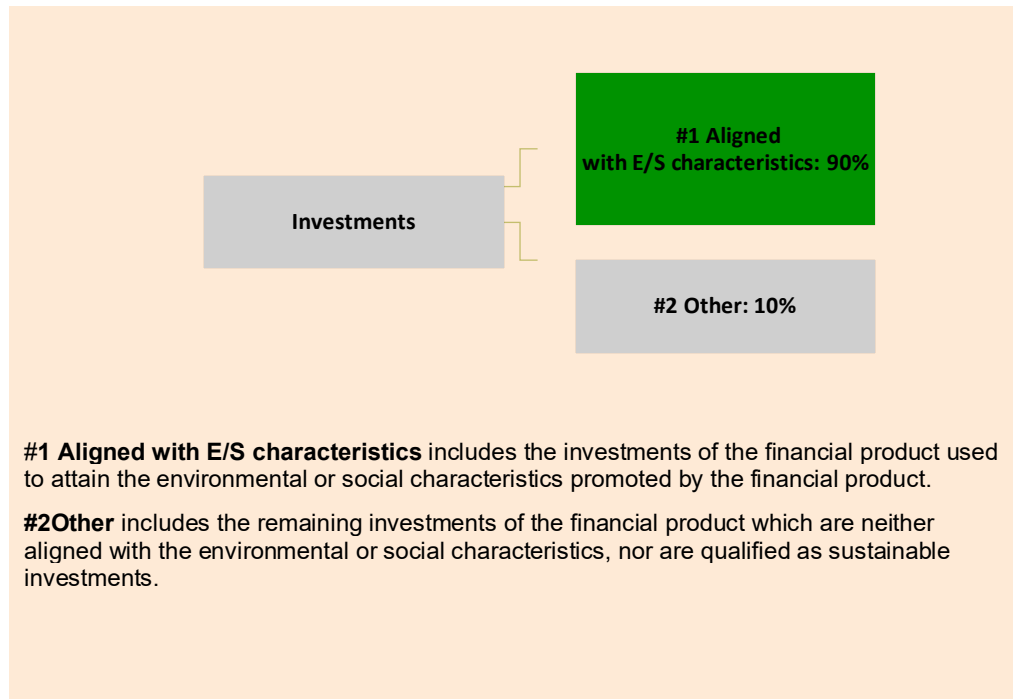 #1 Aligned
with E/S characteristics: 90%
Investments
#2 Other: 10%
#1 Aligned with E/S characteristics includes the investments of the financial product used
to attain the environmental or social characteristics promoted by the financial product.
#2Other includes the remaining investments of the financial product which are neither
aligned with the environmental or social characteristics, nor are qualified as sustainable
investments.